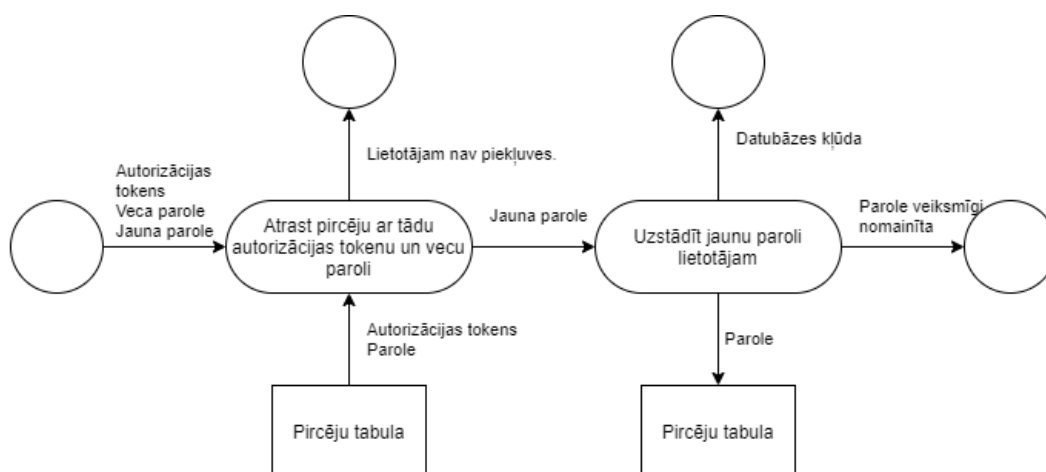 Lietotājam nav piekļuves.
Datubāzes kļūda
Autorizācijas
tokens
Veca parole
Jauna parole
Atrast pircēju ar tādu
autorizācijas tokenu un vecu
paroli
Jauna parole
Uzstādīt jaunu paroli
lietotājam
Parole veiksmīgi
nomainīta
Autorizācijas tokens
Parole
Parole
Pircēju tabula
Pircēju tabula